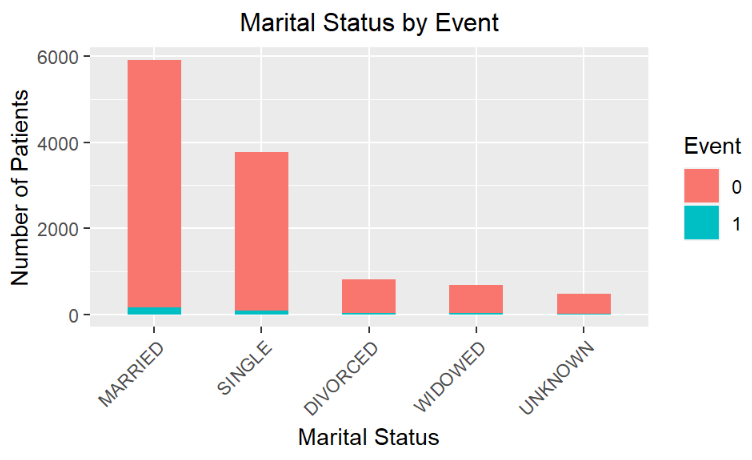 Marital Status by Event
Number of Patients
6000
4000
2000
0
MARRIED
SINGLE
DIVORCED
WIDOWED
UNKNOWN
Marital Status
Event
0
1